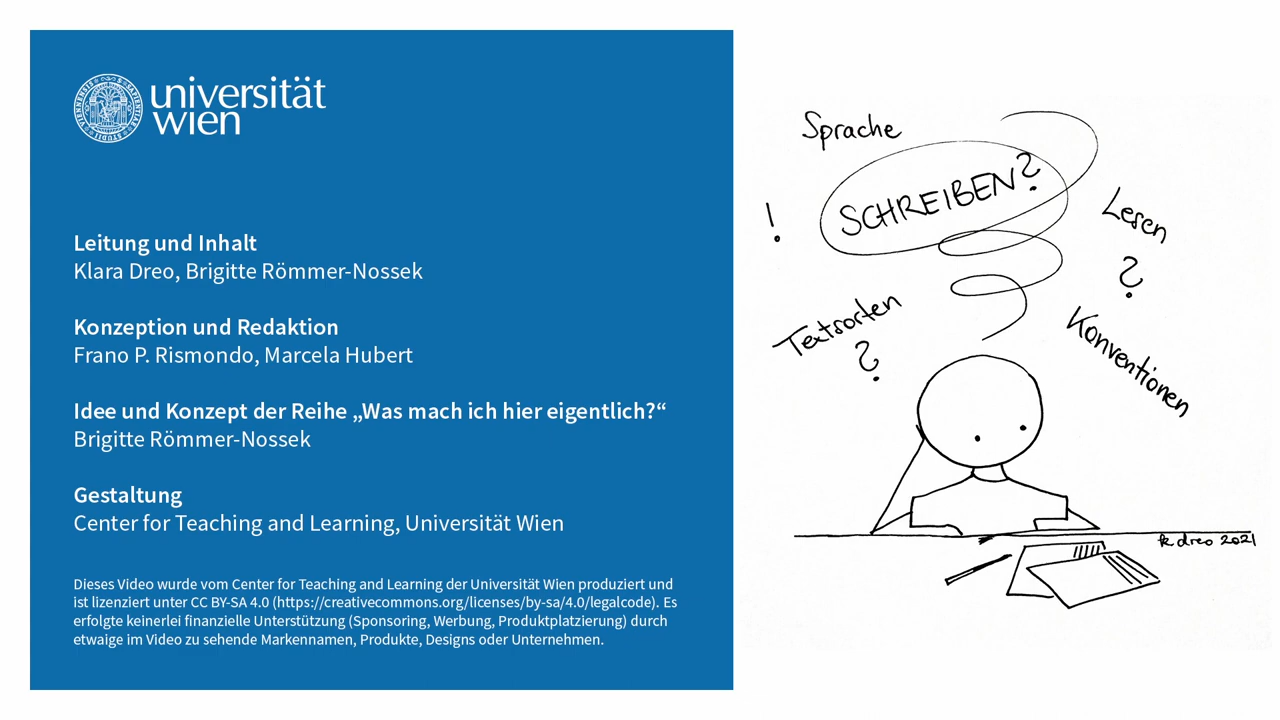 universität
wien
Leitung und Inhalt
Klara Dreo, Brigitte Römmer-Nossek
Konzeption und Redaktion
Frano P. Rismondo, Marcela Hubert
Idee und Konzept der Reihe „Was mach ich hier eigentlich?“
Brigitte Römmer-Nossek
Gestaltung
Center for Teaching and Learning, Universität Wien
Dieses Video wurde vom Center for Teaching and Learning der Universität Wien produziert und
ist lizenziert unter CC BY-SA 4.0 (https://creativecommons.org/licenses/by-sa/4.0/legalcode). Es
erfolgte keinerlei finanzielle Unterstützung (Sponsoring, Werbung, Produktplatzierung) durch
etwaige im Video zu sehende Markennamen, Produkte, Designs oder Unternehmen.
Sprache
SCHREIBEN?
!
Lesen
?
Textsorten
?
Konventionen
k dreo 2021